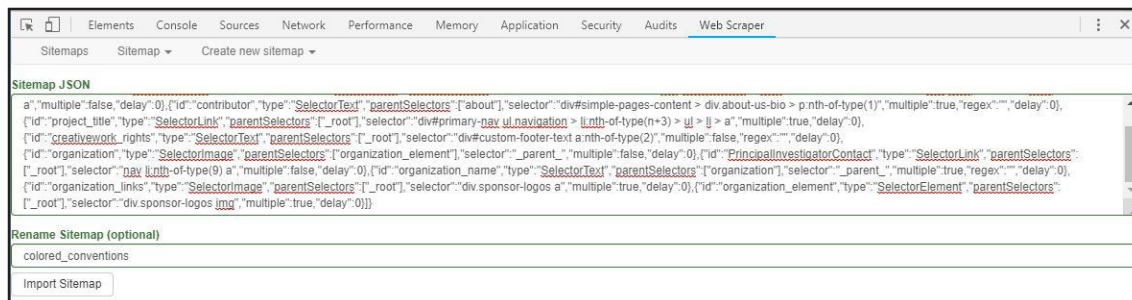 Elements Console Sources Network Performance Memory Application Security Audits Web Scraper
Sitemaps Sitemap Create new sitemap
Sitemap JSON
a","multiple":false,"delay":0},{"id":"contributor","type":"SelectorText","parentSelectors":["about"],"selector":"div#simple-pages-content > div.about-us-bio > p:nth-of-type(1)","multiple":true,"regex":"","delay":0},
{"id":"project_title","type":"SelectorLink","parentSelectors":["_root"],"selector":"div#primary-nav ul.navigation > li:nth-of-type(n+3) > ul > li > a","multiple":true,"delay":0},
{"id":"creativework_rights","type":"SelectorText","parentSelectors":["_root"],"selector":"div#custom-footer-text a:nth-of-type(2)","multiple":false,"regex":"","delay":0},
{"id":"organization","type":"SelectorImage","parentSelectors":["organization_element"],"selector":"_parent_","multiple":false,"delay":0},{"id":"PrincipalInvestigatorContact","type":"SelectorLink","parentSelectors":
["_root"],"selector":"nav li:nth-of-type(9) a","multiple":false,"delay":0},{"id":"organization_name","type":"SelectorText","parentSelectors":["organization"],"selector":"_parent_","multiple":true,"regex":"","delay":0},
{"id":"organization_links","type":"SelectorImage","parentSelectors":["_root"],"selector":"div.sponsor-logos a","multiple":true,"delay":0},{"id":"organization_element","type":"SelectorElement","parentSelectors":
["_root"],"selector":"div.sponsor-logos img","multiple":true,"delay":0}]}
Rename Sitemap (optional)
colored_conventions
Import Sitemap